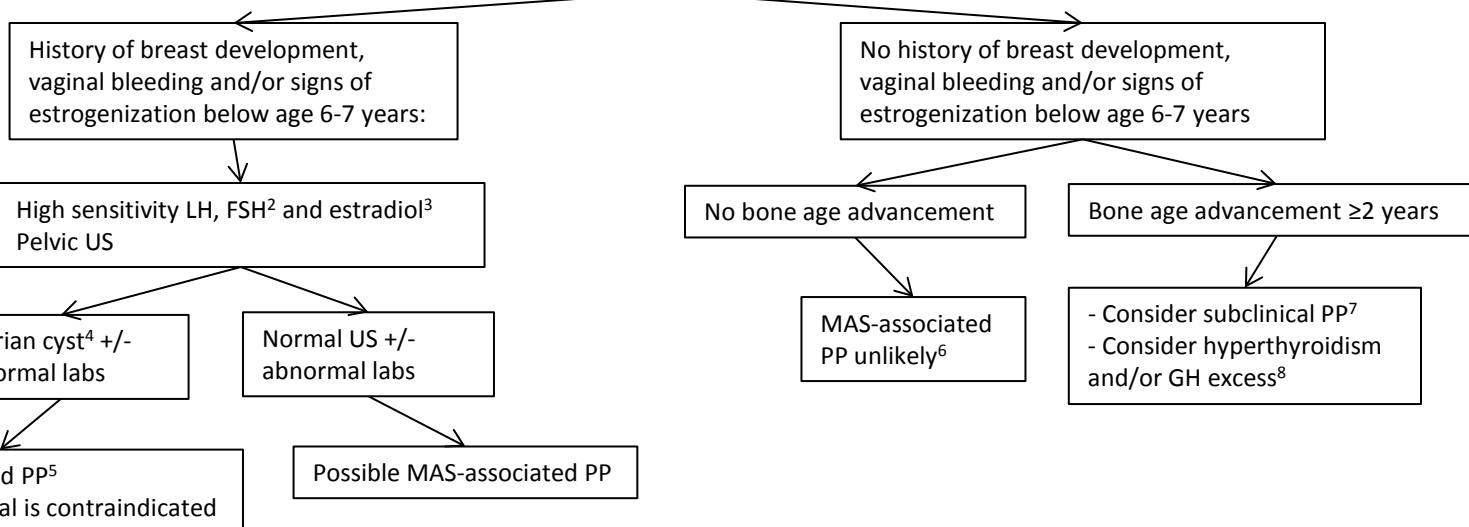 History of breast development,
vaginal bleeding and/or signs of
estrogenization below age 6-7 years:
No history of breast development,
vaginal bleeding and/or signs of
estrogenization below age 6-7 years
High sensitivity LH, FSH² and estradiol³
Pelvic US
No bone age advancement
Bone age advancement ≥2 years
cyst⁴ +/-
labs
Normal US +/-
abnormal labs
MAS-associated
PP unlikely⁶
- Consider subclinical PP⁷
- Consider hyperthyroidism
and/or GH excess⁸
PP⁵
is contraindicated
Possible MAS-associated PP